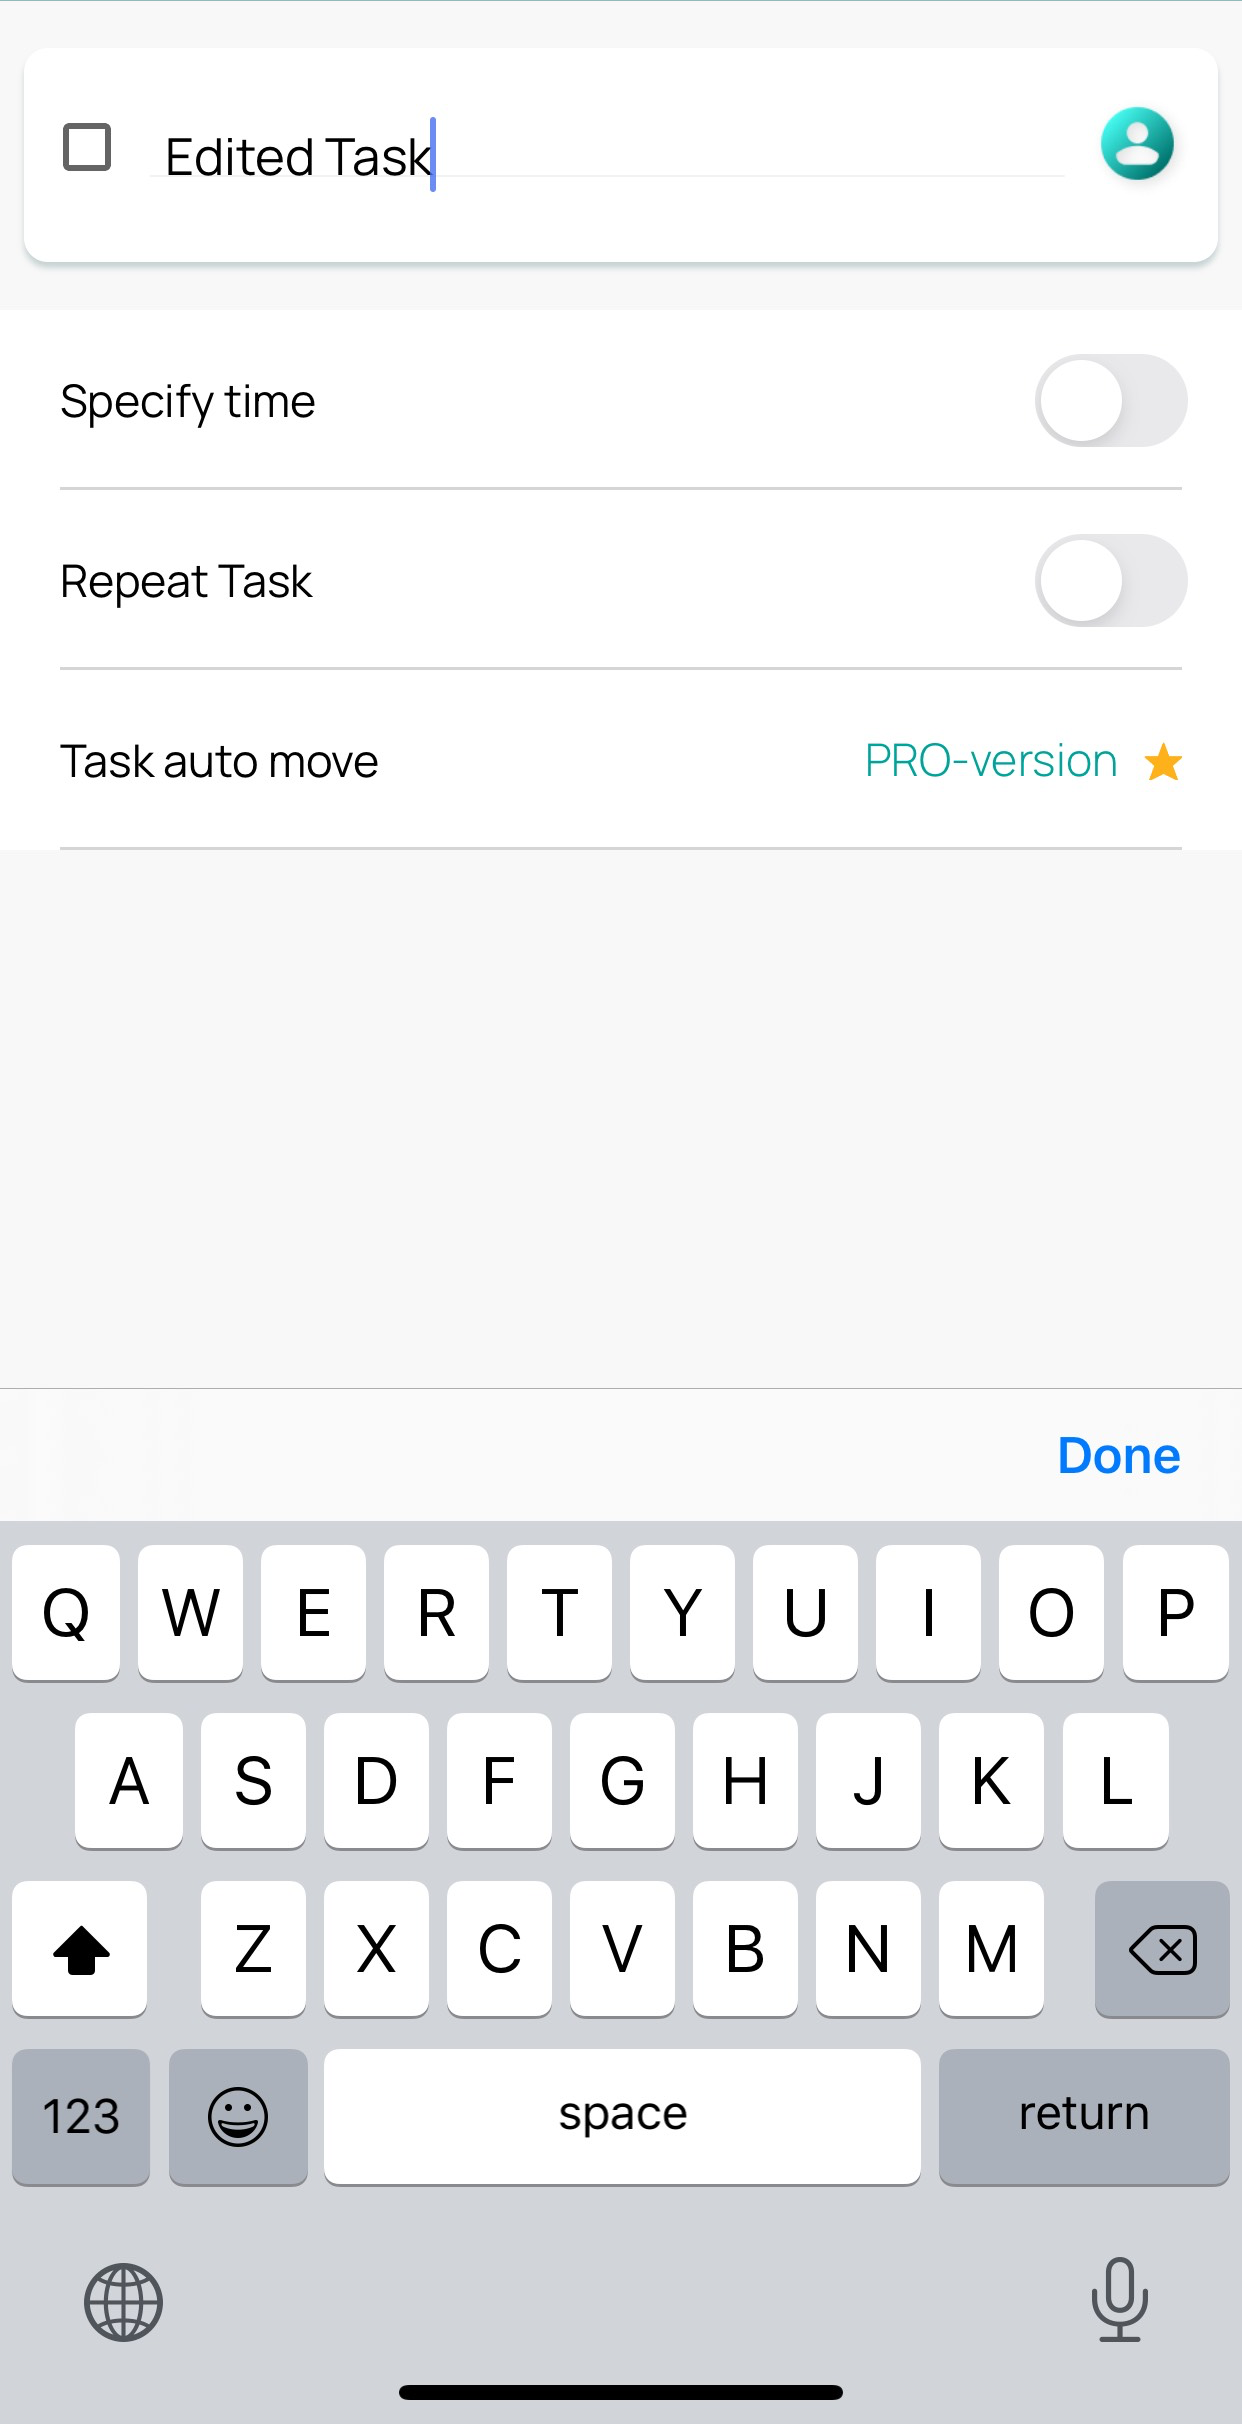 Edited Task
Specify time
Repeat Task
Task auto move PRO-version
Done
Q W E R T Y U I O P
A S D F G H J K L
Z X C V B N M
123 space return